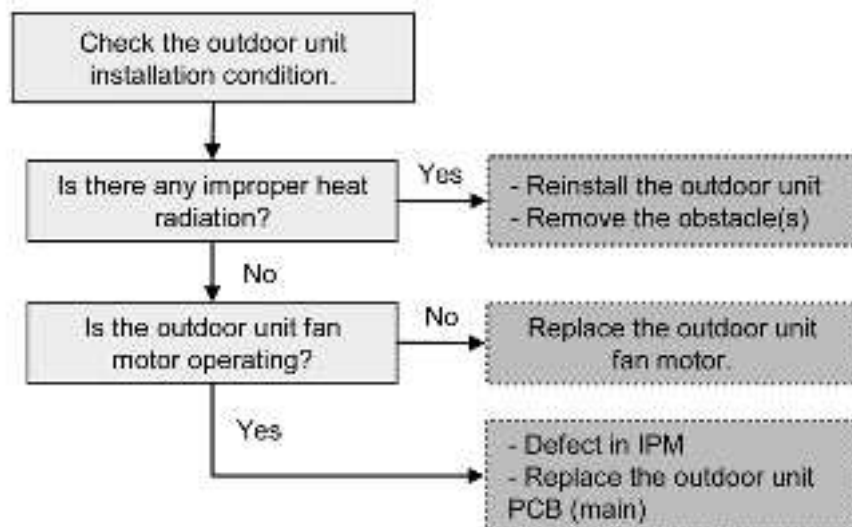 Check the outdoor unit
installation condition.
Is there any improper heat
radiation?
Yes
- Reinstall the outdoor unit
- Remove the obstacle(s)
No
Is the outdoor unit fan
motor operating?
No
Replace the outdoor unit
fan motor.
Yes
- Defect in IPM
- Replace the outdoor unit
PCB (main)